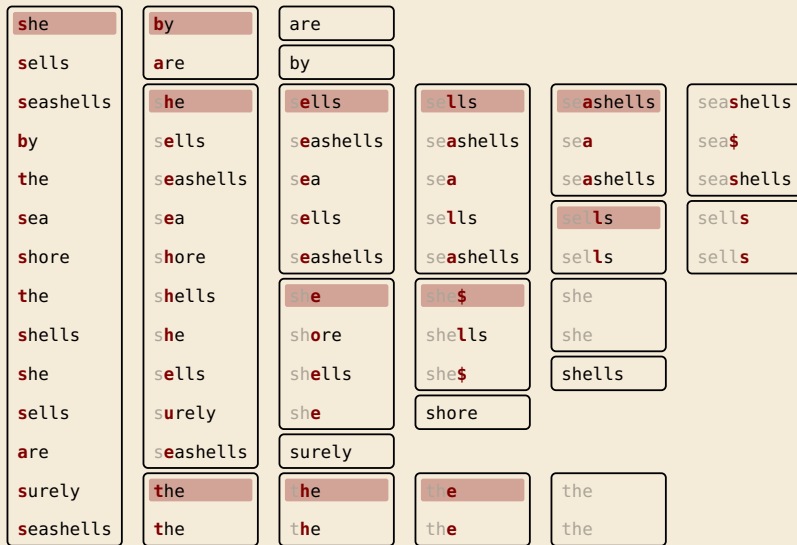 she by are
sells are by
seashells she sells sells seashells seashells
by sells seashells seashells sea sea$
the seashells sea sea seashells seashells
sea sea sells sells sells sells
shore shore seashells seashells sells sells
the shells she she$ she
shells she shore shells she
she sells shells she$ shells
sells surely she shore
are seashells surely
surely the the the the
seashells the the the the